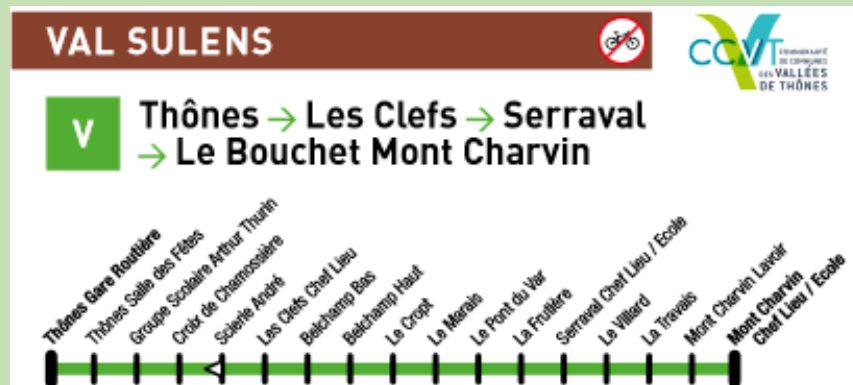 VAL SULENS
CCVT
COMMUNAUTÉ
DE COMMUNES
DES VALLÉES
DE THÔNES
V
Thônes → Les Clefs → Serraval
→ Le Bouchet Mont Charvin
Thônes Gare Routière
Thônes Salle des Fêtes
Groupe Scolaire Arthur Thurin
Croix de Chamossière
Scierie André
Les Clefs Chef Lieu
Belchamp Bas
Belchamp Haut
Le Cropt
Le Marais
Le Pont du Var
La Fruitère
Serraval Chef Lieu / Ecole
Le Villard
La Travais
Mont Charvin Lavoir
Mont Charvin
Chef Lieu / Ecole